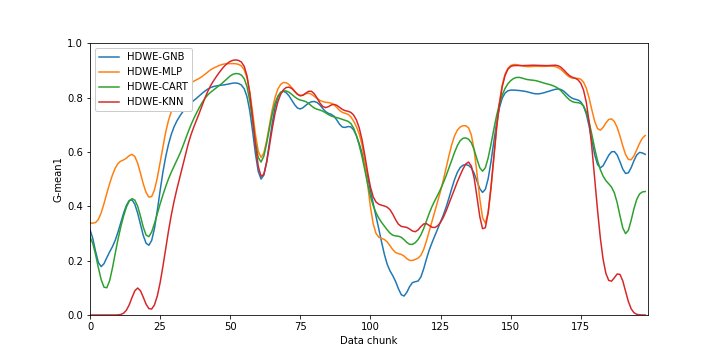 1.0
0.8
0.6
0.4
0.2
0.0
G-mean1
HDWE-GNB
HDWE-MLP
HDWE-CART
HDWE-KNN
0 25 50 75 100 125 150 175
Data chunk